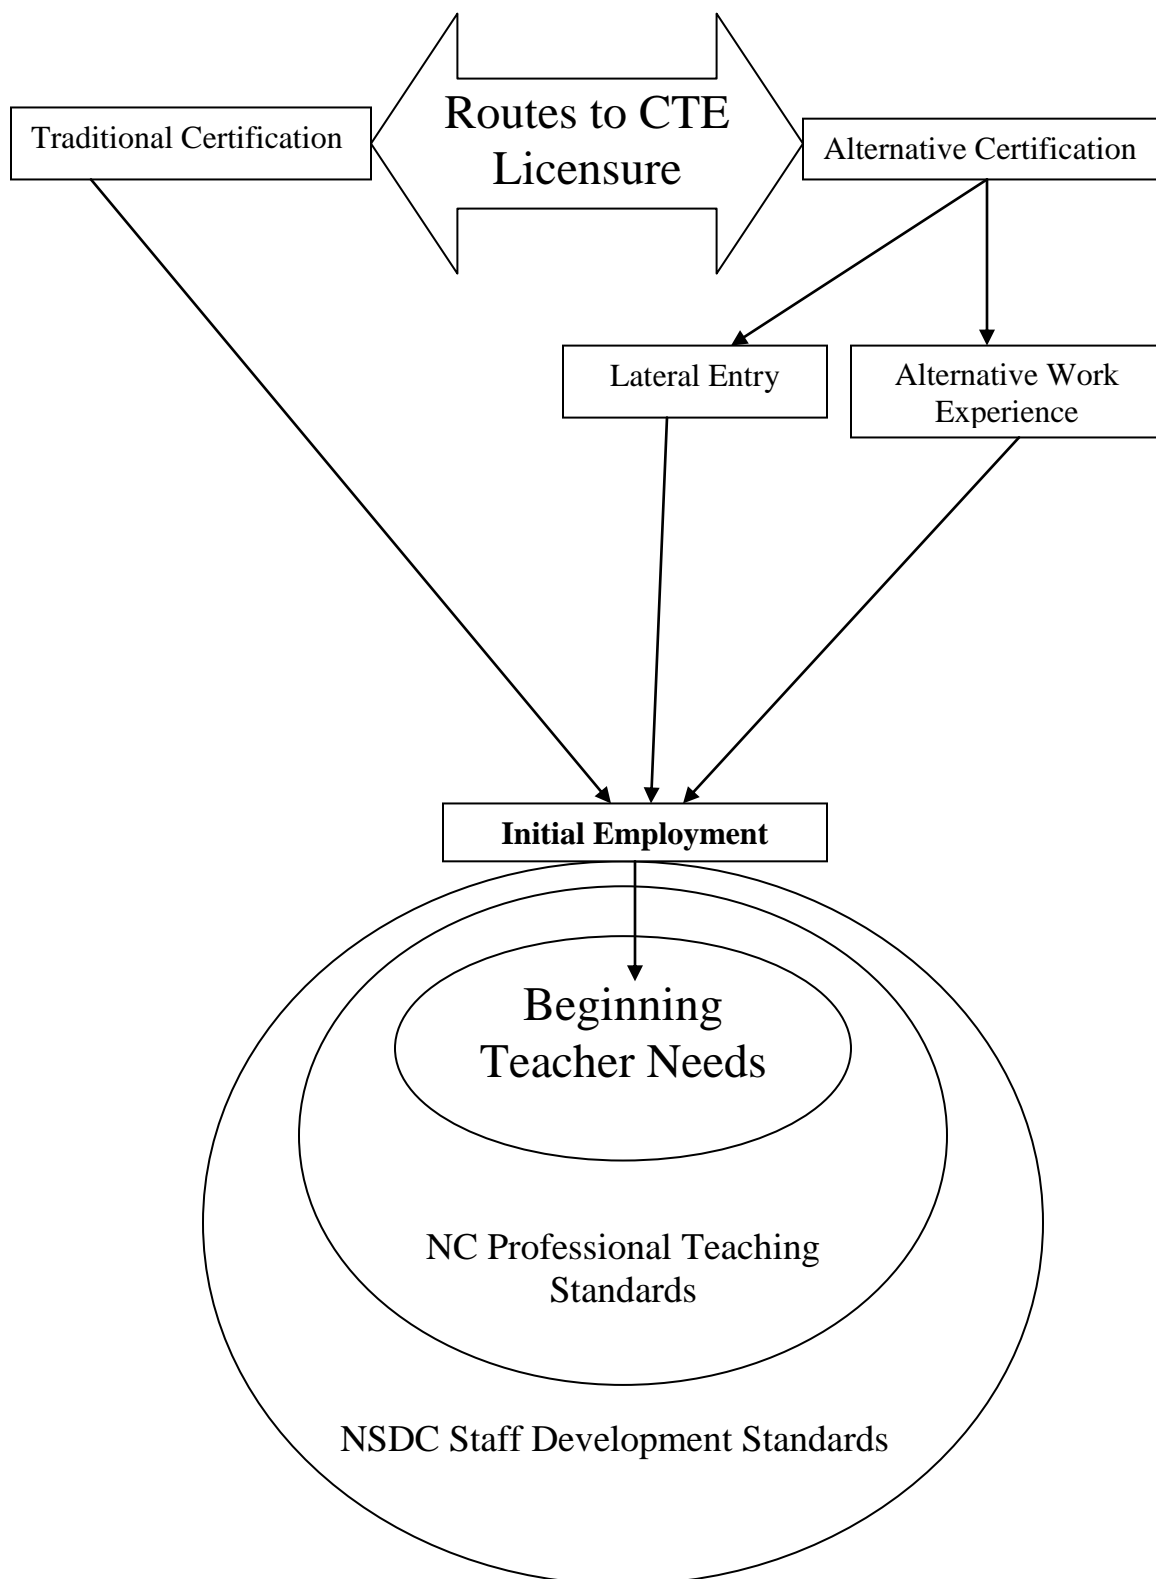 Routes to CTE
Licensure
Traditional Certification
Alternative Certification
Lateral Entry
Alternative Work
Experience
Initial Employment
Beginning
Teacher Needs
NC Professional Teaching
Standards
NSDC Staff Development Standards